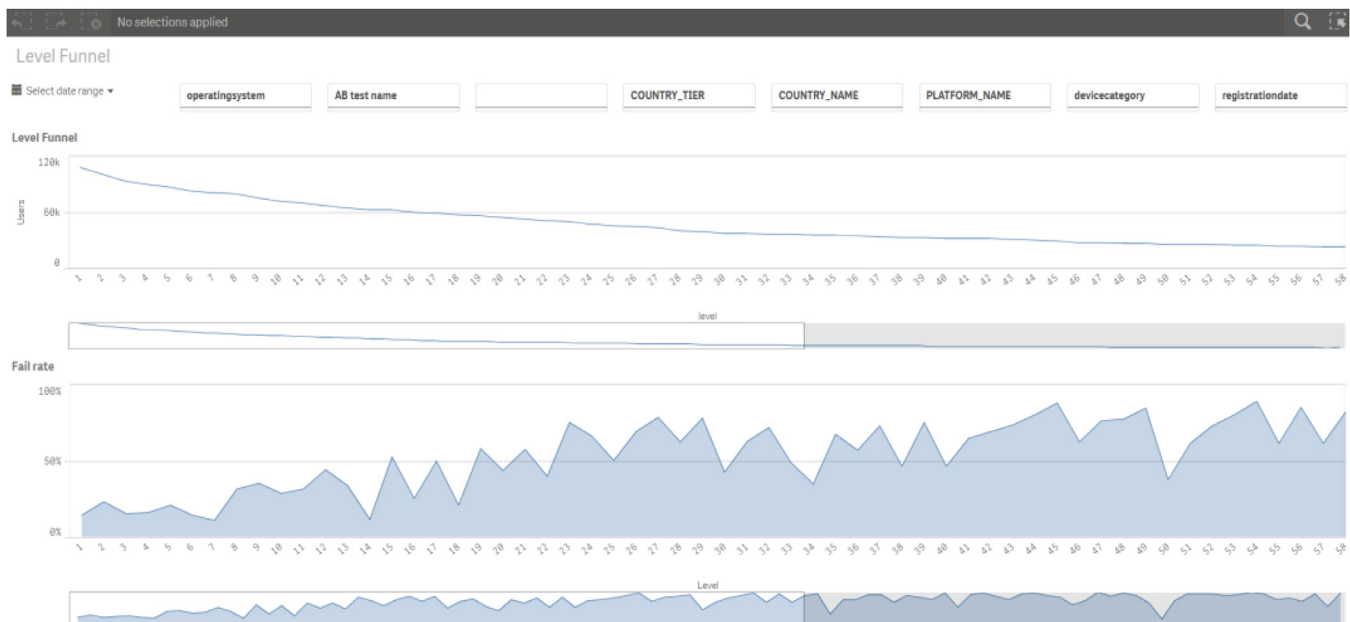 No selections applied
Level Funnel
Select date range
operatingsystem
AB test name
COUNTRY_TIER
COUNTRY_NAME
PLATFORM_NAME
devicecategory
registrationdate
Level Funnel
120k
60k
0
Users
1 2 3 4 5 6 7 8 9 10 11 12 13 14 15 16 17 18 19 20 21 22 23 24 25 26 27 28 29 30 31 32 33 34 35 36 37 38 39 40 41 42 43 44 45 46 47 48 49 50 51 52 53 54 55 56 57 58
level
Fail rate
100%
50%
0%
1 2 3 4 5 6 7 8 9 10 11 12 13 14 15 16 17 18 19 20 21 22 23 24 25 26 27 28 29 30 31 32 33 34 35 36 37 38 39 40 41 42 43 44 45 46 47 48 49 50 51 52 53 54 55 56 57 58
Level